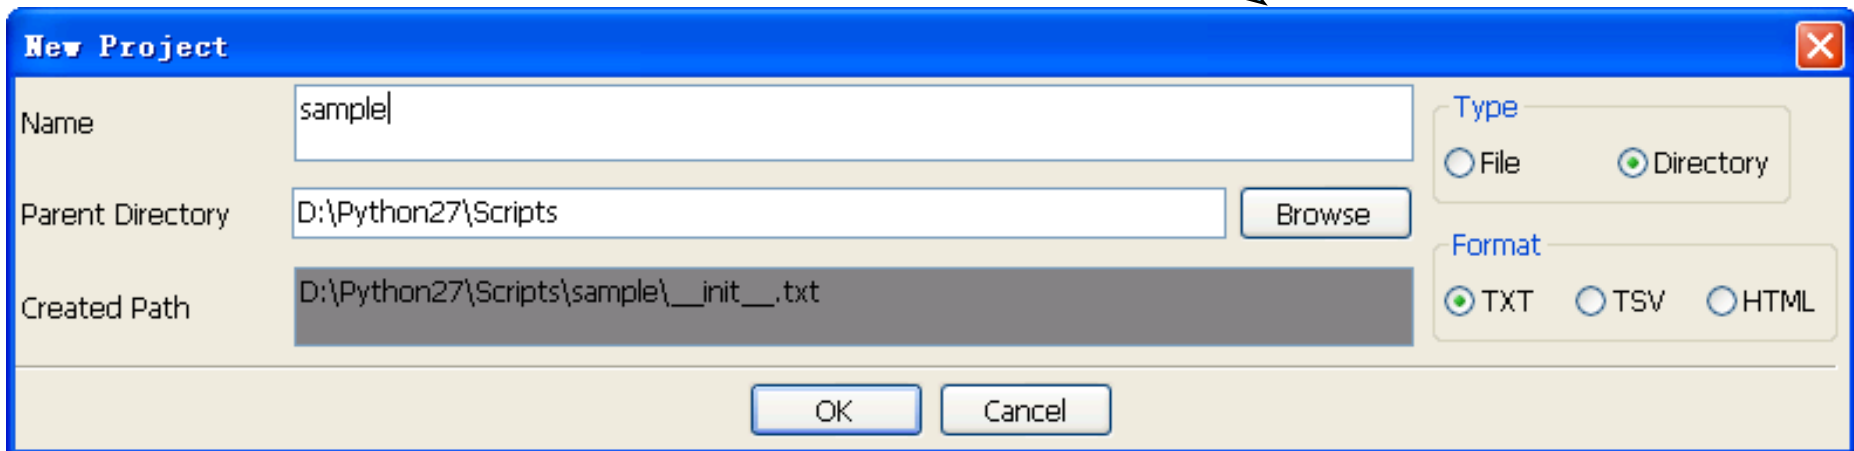 New Project
Name
sample
Type
File
Directory
Parent Directory
D:\Python27\Scripts
Browse
Format
Created Path
D:\Python27\Scripts\sample\__init__.txt
TXT
TSV
HTML
OK
Cancel